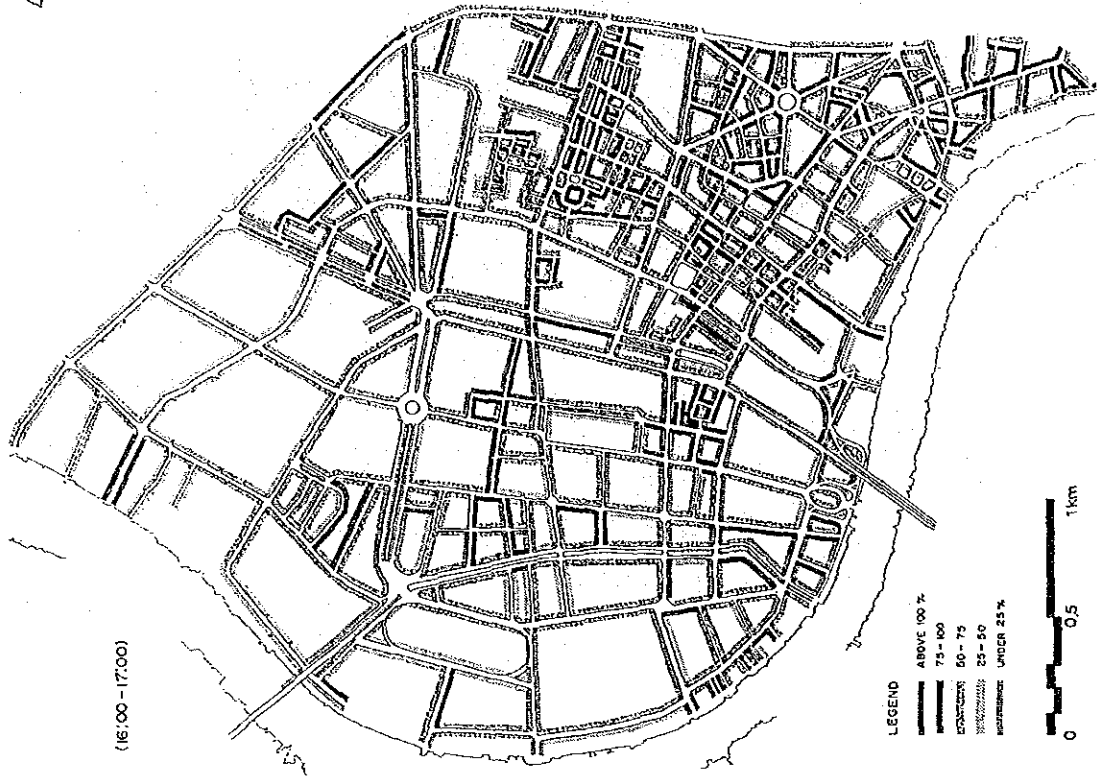 (16:00-17:00)
LEGEND
ABOVE 100 %
75-100
50-75
25-50
UNDER 25%
0 0,5 1km